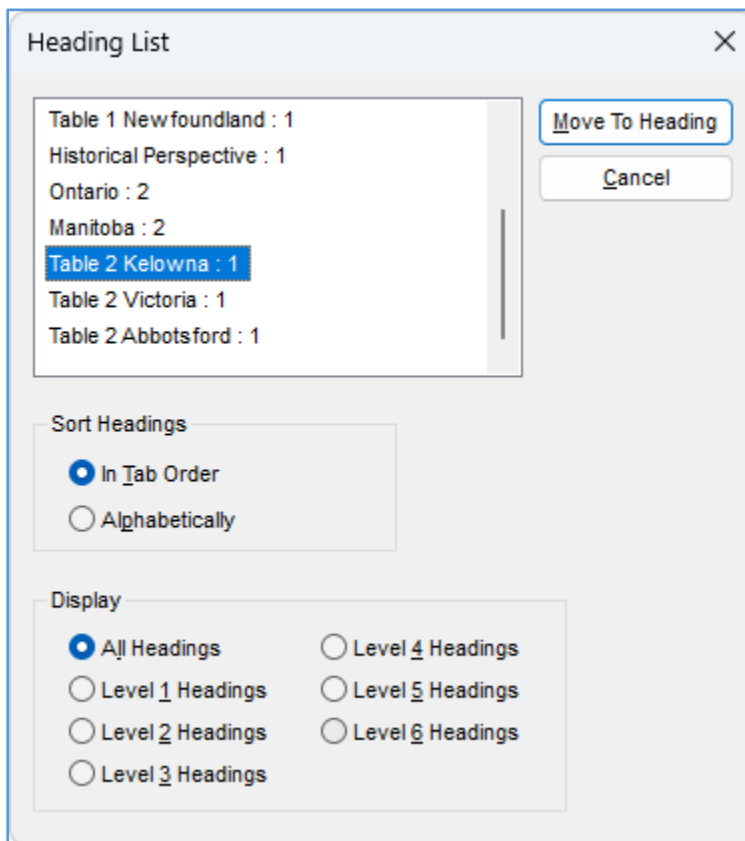 Heading List
Table 1 Newfoundland : 1
Historical Perspective : 1
Ontario : 2
Manitoba : 2
Table 2 Kelowna : 1
Table 2 Victoria : 1
Table 2 Abbotsford : 1
Move To Heading
Cancel
Sort Headings
In Tab Order
Alphabetically
Display
All Headings
Level 1 Headings
Level 2 Headings
Level 3 Headings
Level 4 Headings
Level 5 Headings
Level 6 Headings